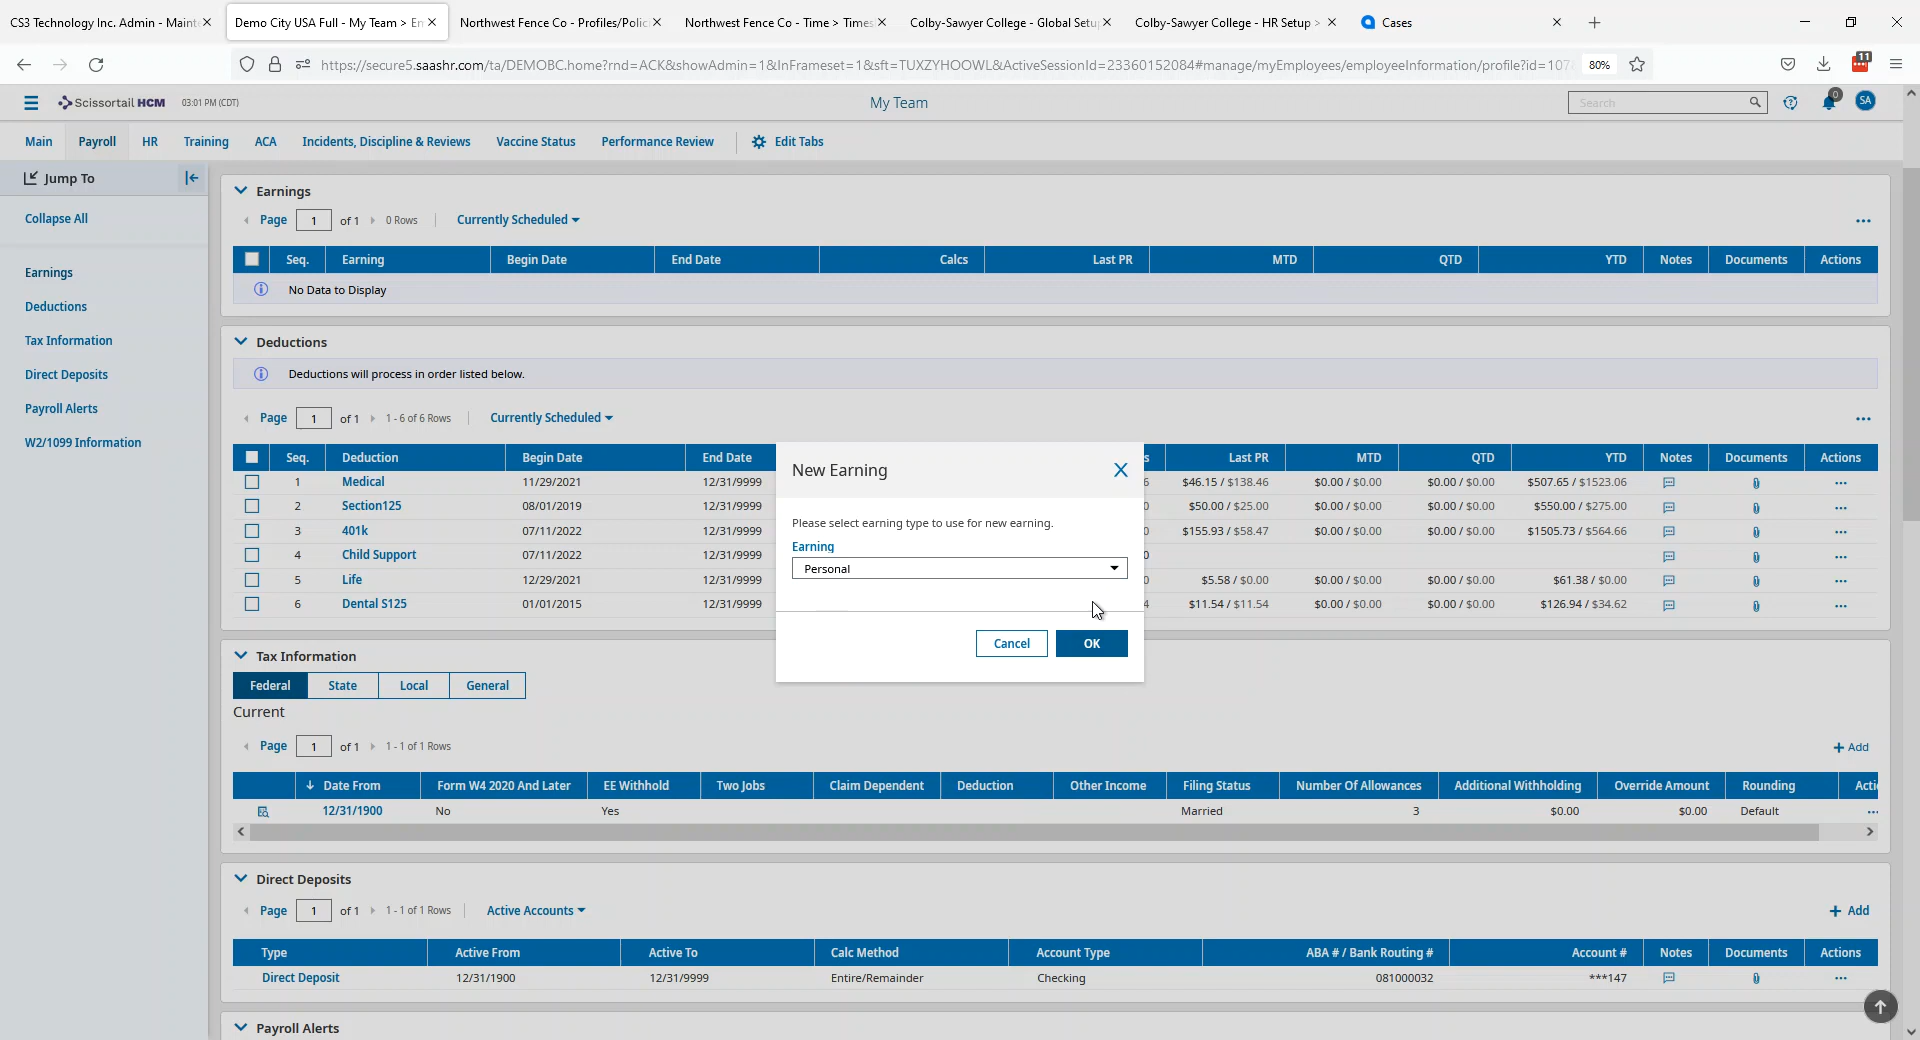 CS3 Technology Inc. Admin - Maint
Demo City USA Full - My Team > En
Northwest Fence Co - Profiles/Polic
Northwest Fence Co - Time > Times
Colby-Sawyer College - Global Setup
Colby-Sawyer College - HR Setup >
Cases
https://secure5.saashr.com/ta/DEMOBC.home?rnd=ACK&showAdmin=1&InFrameset=1&sft=TUXZYHOOWL&ActiveSessionId=23360152084#manage/myEmployees/employeeInformation/profile?id=107
80%
11
Scissortail HCM
03:01 PM (CDT)
My Team
Search
0
SA
Main
Payroll
HR
Training
ACA
Incidents, Discipline & Reviews
Vaccine Status
Performance Review
Edit Tabs
Jump To
Collapse All
Earnings
Deductions
Tax Information
Direct Deposits
Payroll Alerts
W2/1099 Information
Earnings
Page 1 of 1 0 Rows Currently Scheduled
Seq. Earning Begin Date End Date Calcs Last PR MTD QTD YTD Notes Documents Actions
No Data to Display
Deductions
Deductions will process in order listed below.
Page 1 of 1 1 - 6 of 6 Rows Currently Scheduled
Seq. Deduction Begin Date End Date s Last PR MTD QTD YTD Notes Documents Actions
1 Medical 11/29/2021 12/31/9999 6 $46.15 / $138.46 $0.00 / $0.00 $0.00 / $0.00 $507.65 / $1523.06
2 Section125 08/01/2019 12/31/9999 0 $50.00 / $25.00 $0.00 / $0.00 $0.00 / $0.00 $550.00 / $275.00
3 401k 07/11/2022 12/31/9999 0 $155.93 / $58.47 $0.00 / $0.00 $0.00 / $0.00 $1505.73 / $564.66
4 Child Support 07/11/2022 12/31/9999 0
5 Life 12/29/2021 12/31/9999 0 $5.58 / $0.00 $0.00 / $0.00 $0.00 / $0.00 $61.38 / $0.00
6 Dental S125 01/01/2015 12/31/9999 4 $11.54 / $11.54 $0.00 / $0.00 $0.00 / $0.00 $126.94 / $34.62
New Earning
Please select earning type to use for new earning.
Earning
Personal
Cancel
OK
Tax Information
Federal State Local General
Current
Page 1 of 1 1 - 1 of 1 Rows
Add
Date From Form W4 2020 And Later EE Withhold Two Jobs Claim Dependent Deduction Other Income Filing Status Number Of Allowances Additional Withholding Override Amount Rounding Acti
12/31/1900 No Yes Married 3 $0.00 $0.00 Default
Direct Deposits
Page 1 of 1 1 - 1 of 1 Rows Active Accounts
Add
Type Active From Active To Calc Method Account Type ABA # / Bank Routing # Account # Notes Documents Actions
Direct Deposit 12/31/1900 12/31/9999 Entire/Remainder Checking 081000032 ***147
Payroll Alerts